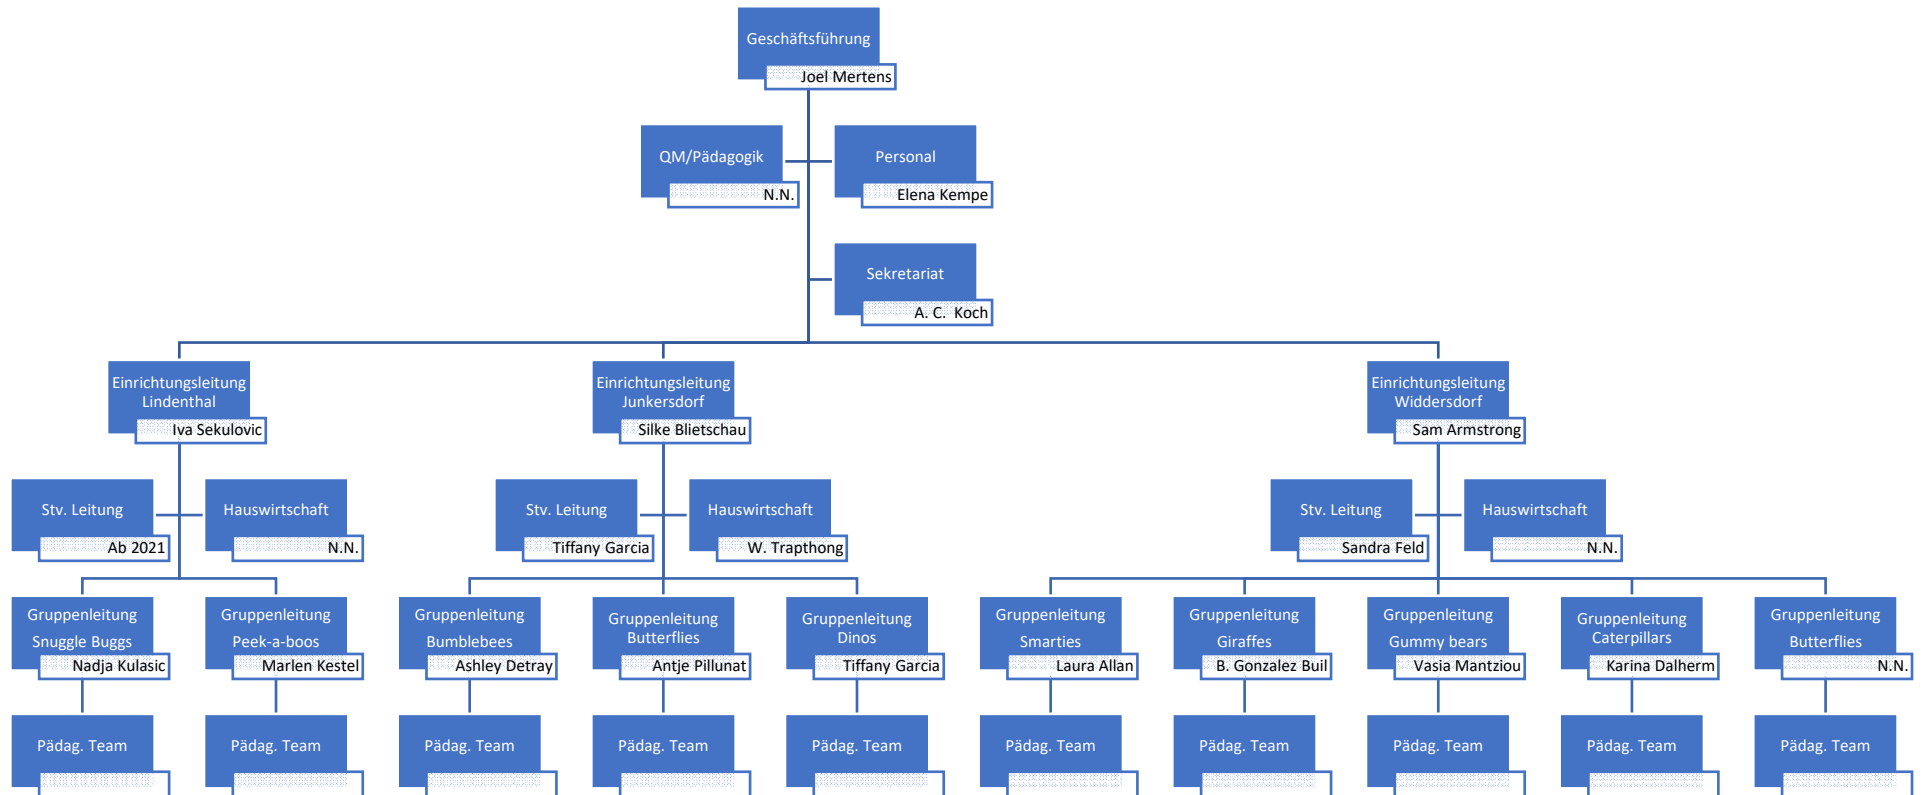 Geschäftsführung
Joel Mertens
QM/Pädagogik
N.N.
Personal
Elena Kempe
Sekretariat
A. C. Koch
Einrichtungsleitung
Lindenthal
Iva Sekulovic
Einrichtungsleitung
Junkersdorf
Silke Blietschau
Einrichtungsleitung
Widdersdorf
Sam Armstrong
Stv. Leitung
Ab 2021
Hauswirtschaft
N.N.
Stv. Leitung
Tiffany Garcia
Hauswirtschaft
W. Trapthong
Stv. Leitung
Sandra Feld
Hauswirtschaft
N.N.
Gruppenleitung
Snuggle Buggs
Nadja Kulasic
Gruppenleitung
Peek-a-boos
Marlen Kestel
Gruppenleitung
Bumblebees
Ashley Detray
Gruppenleitung
Butterflies
Antje Pillunat
Gruppenleitung
Dinos
Tiffany Garcia
Gruppenleitung
Smarties
Laura Allan
Gruppenleitung
Giraffes
B. Gonzalez Buil
Gruppenleitung
Gummy bears
Vasia Mantziou
Gruppenleitung
Caterpillars
Karina Dalherm
Gruppenleitung
Butterflies
N.N.
Pädag. Team
Pädag. Team
Pädag. Team
Pädag. Team
Pädag. Team
Pädag. Team
Pädag. Team
Pädag. Team
Pädag. Team
Pädag. Team